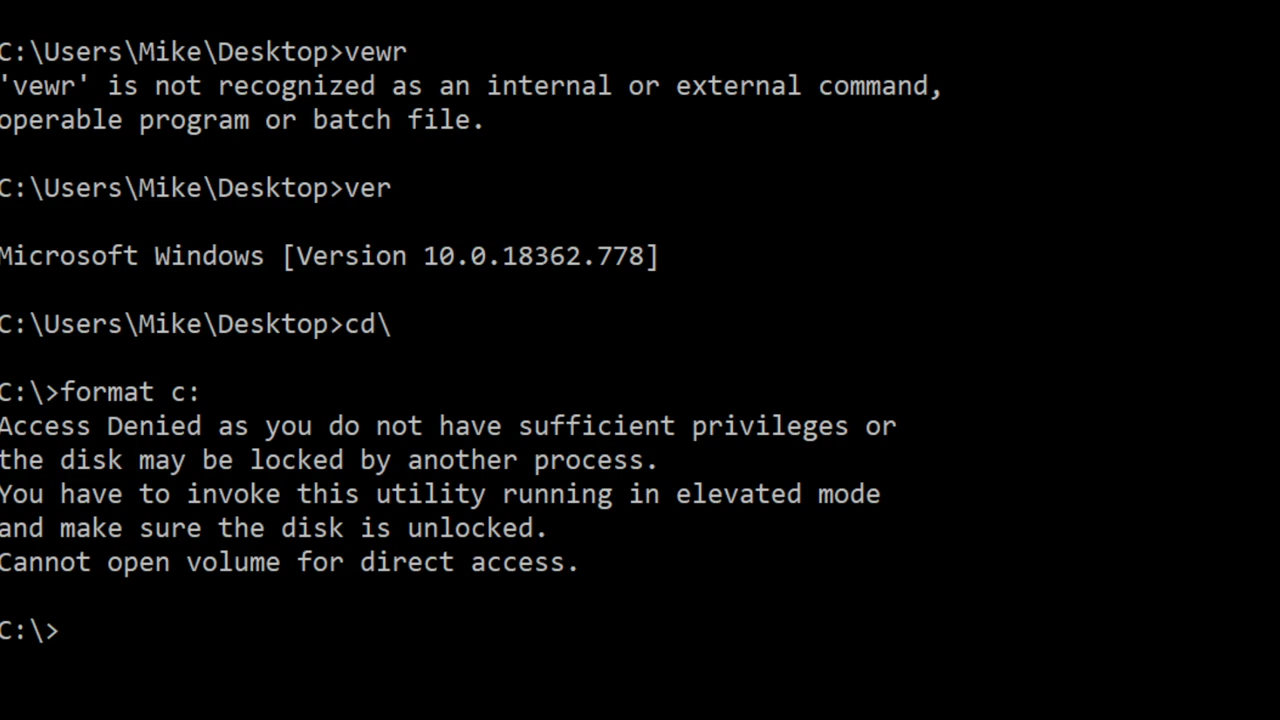 C:\Users\Mike\Desktop>vewr
'vewr' is not recognized as an internal or external command,
operable program or batch file.
C:\Users\Mike\Desktop>ver
Microsoft Windows [Version 10.0.18362.778]
C:\Users\Mike\Desktop>cd\
C:\>format c:
Access Denied as you do not have sufficient privileges or
the disk may be locked by another process.
You have to invoke this utility running in elevated mode
and make sure the disk is unlocked.
Cannot open volume for direct access.
C:\>